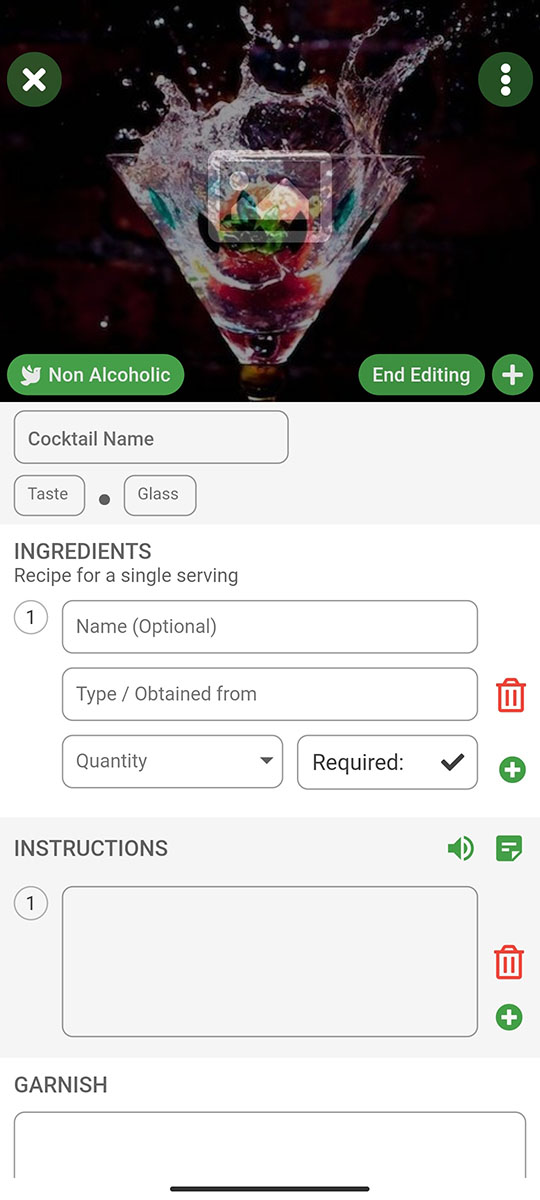 Non Alcoholic
End Editing
Cocktail Name
Taste
Glass
INGREDIENTS
Recipe for a single serving
1
Name (Optional)
Type / Obtained from
Quantity
Required:
INSTRUCTIONS
1
GARNISH